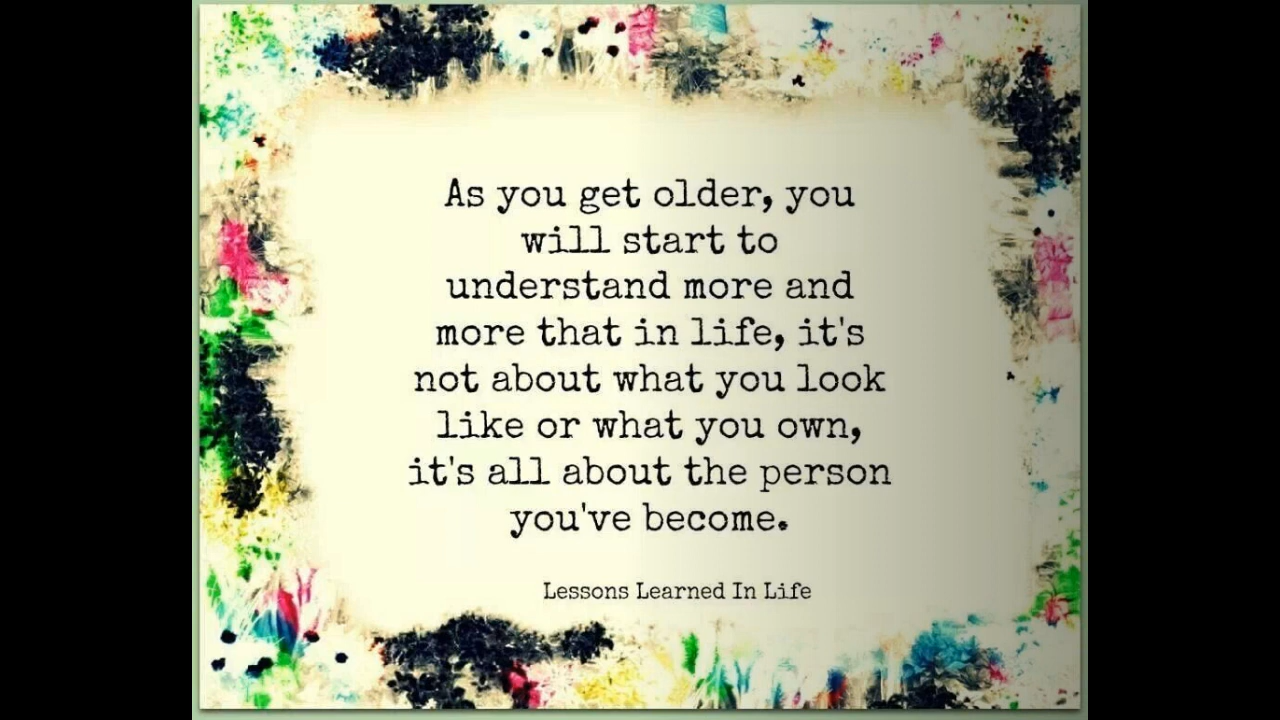 As you get older, you
will start to
understand more and
more that in life, it's
not about what you look
like or what you own,
it's all about the person
you've become.
Lessons Learned In Life